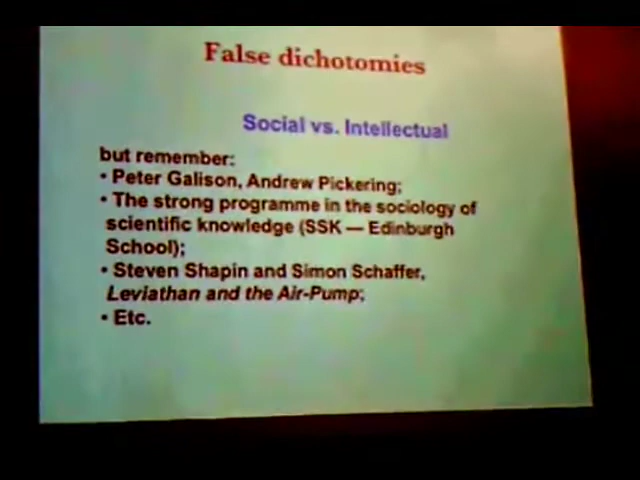 False dichotomies
Social vs. Intellectual
but remember:
• Peter Galison, Andrew Pickering;
• The strong programme in the sociology of
scientific knowledge (SSK — Edinburgh
School);
• Steven Shapin and Simon Schaffer,
Leviathan and the Air-Pump;
• Etc.